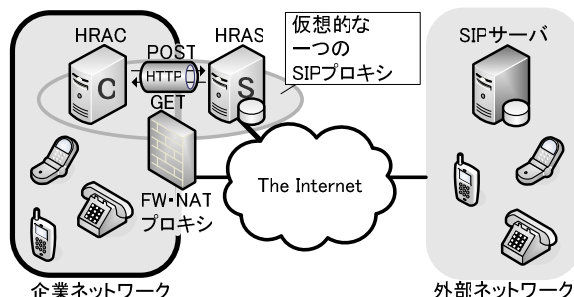 HRAC
HRAS
POST
HTTP
GET
C
S
仮想的な
一つの
SIPプロキシ
SIPサーバ
FW・NAT
プロキシ
The Internet
企業ネットワーク
外部ネットワーク